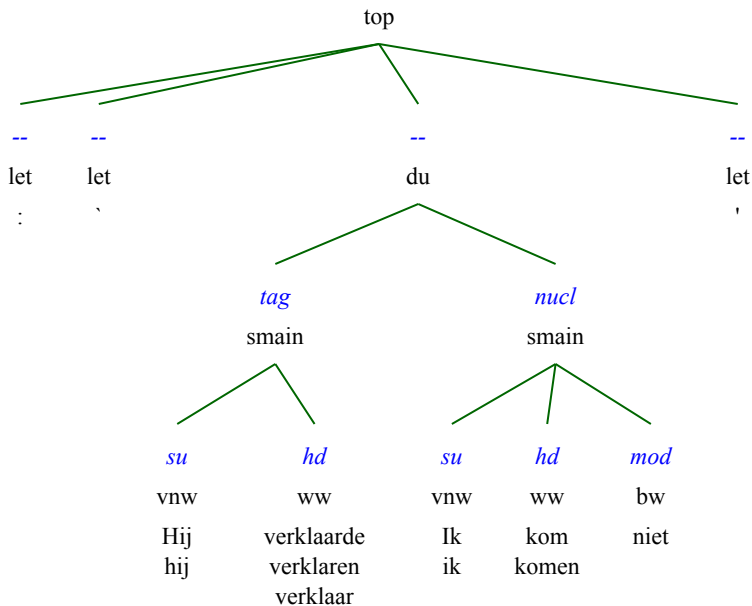 top
-- -- -- --
let let du let
: ` '
tag nucl
smain smain
su hd su hd mod
vnw ww vnw ww bw
Hij verklaarde Ik kom niet
hij verklaren ik komen
verklaar